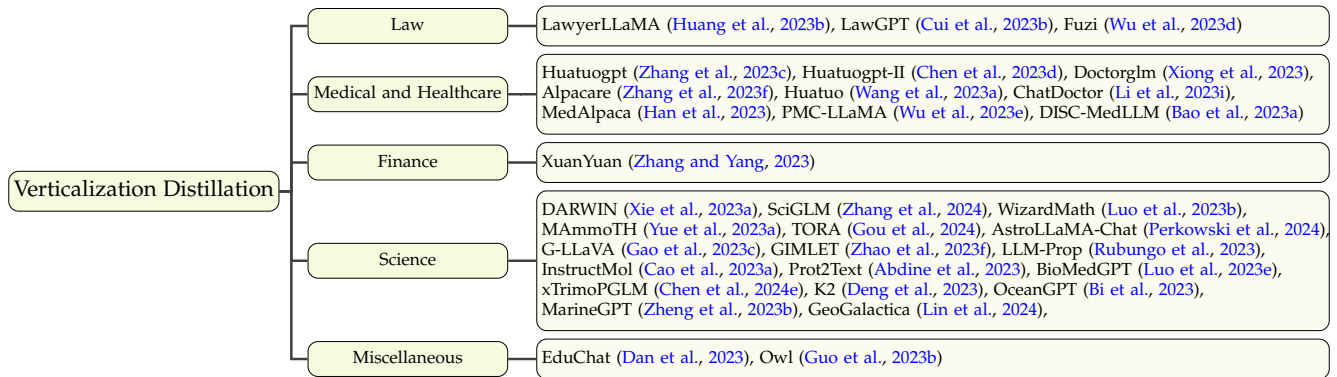 Law
LawyerLLaMA (Huang et al., 2023b), LawGPT (Cui et al., 2023b), Fuzi (Wu et al., 2023d)
Medical and Healthcare
Huatuogpt (Zhang et al., 2023c), Huatuogpt-II (Chen et al., 2023d), Doctorglm (Xiong et al., 2023),
Alpacare (Zhang et al., 2023f), Huatuo (Wang et al., 2023a), ChatDoctor (Li et al., 2023i),
MedAlpaca (Han et al., 2023), PMC-LLaMA (Wu et al., 2023e), DISC-MedLLM (Bao et al., 2023a)
Finance
XuanYuan (Zhang and Yang, 2023)
Verticalization Distillation
Science
DARWIN (Xie et al., 2023a), SciGLM (Zhang et al., 2024), WizardMath (Luo et al., 2023b),
MAmmoTH (Yue et al., 2023a), TORA (Gou et al., 2024), AstroLLaMA-Chat (Perkowski et al., 2024),
G-LLaVA (Gao et al., 2023c), GIMLET (Zhao et al., 2023f), LLM-Prop (Rubungo et al., 2023),
InstructMol (Cao et al., 2023a), Prot2Text (Abdine et al., 2023), BioMedGPT (Luo et al., 2023e),
xTrimoPGLM (Chen et al., 2024e), K2 (Deng et al., 2023), OceanGPT (Bi et al., 2023),
MarineGPT (Zheng et al., 2023b), GeoGalactica (Lin et al., 2024),
Miscellaneous
EduChat (Dan et al., 2023), Owl (Guo et al., 2023b)